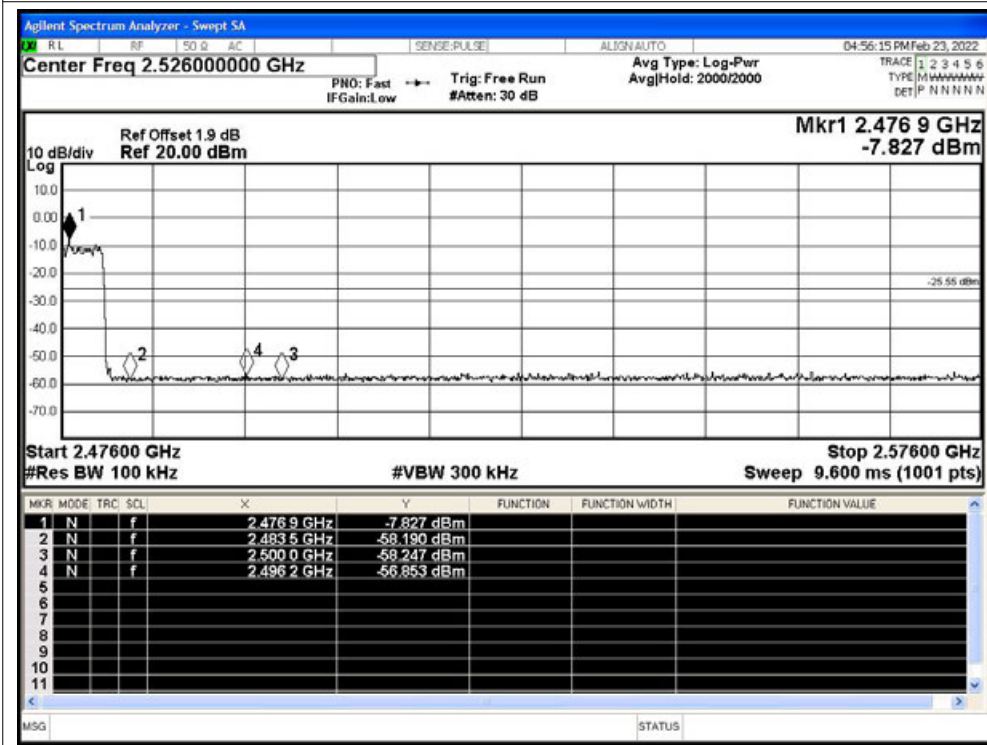 Agilent Spectrum Analyzer - Swept SA
RL RF 50 Ω AC SENSE:PULSE ALIGNAUTO 04:56:15 PMFeb 23, 2022
Center Freq 2.526000000 GHz
PNO: Fast
IFGain:Low
Trig: Free Run
#Atten: 30 dB
Avg Type: Log-Pwr
Avg|Hold: 2000/2000
TRACE 1 2 3 4 5 6
TYPE M
DET P N N N N N
Mkr1 2.476 9 GHz
-7.827 dBm
Ref Offset 1.9 dB
10 dB/div Ref 20.00 dBm
Log
10.0
0.00 1
-10.0
-20.0
-25.55 dBm
-30.0
-40.0
-50.0 2 4 3
-60.0
-70.0
Start 2.47600 GHz Stop 2.57600 GHz
#Res BW 100 kHz #VBW 300 kHz Sweep 9.600 ms (1001 pts)
MKR MODE TRC SCL X Y FUNCTION FUNCTION WIDTH FUNCTION VALUE
1 N f 2.476 9 GHz -7.827 dBm
2 N f 2.483 5 GHz -58.190 dBm
3 N f 2.500 0 GHz -58.247 dBm
4 N f 2.496 2 GHz -56.853 dBm
5
6
7
8
9
10
11
MSG STATUS